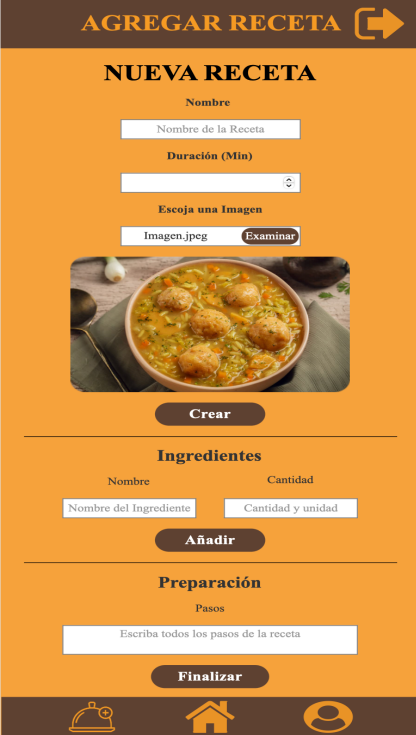 AGREGAR RECETA
NUEVA RECETA
Nombre
Nombre de la Receta
Duración (Min)
Escoja una Imagen
Imagen.jpeg Examinar
Crear
Ingredientes
Nombre Cantidad
Nombre del Ingrediente Cantidad y unidad
Añadir
Preparación
Pasos
Escriba todos los pasos de la receta
Finalizar